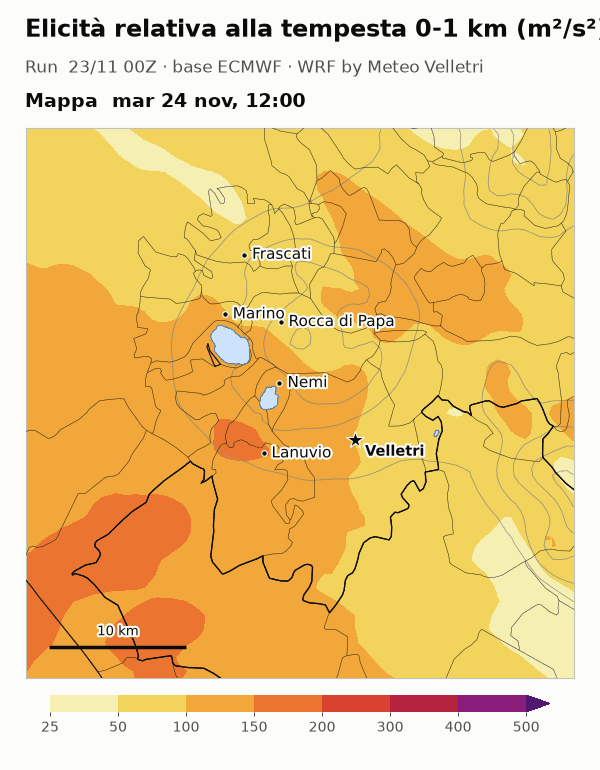 Elicità relativa alla tempesta 0-1 km (m²/s²)
Run  23/11 00Z · base ECMWF · WRF by Meteo Velletri
Mappa  mar 24 nov, 12:00
Frascati
Marino
Rocca di Papa
Nemi
Velletri
Lanuvio
10 km
25 50 100 150 200 300 400 500